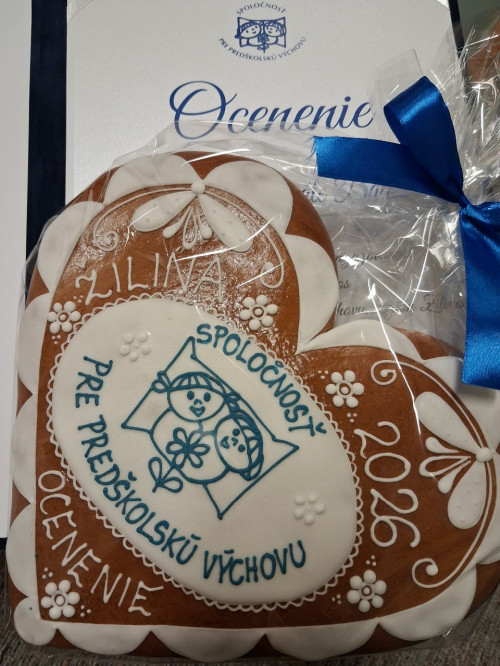 SPOLOČNOSŤ
PRE PREDŠKOLSKÚ VÝCHOVU
Ocenenie
ŽILINA
SPOLOČNOSŤ
PRE PREDŠKOLSKÚ VÝCHOVU
2026
OCENENIE